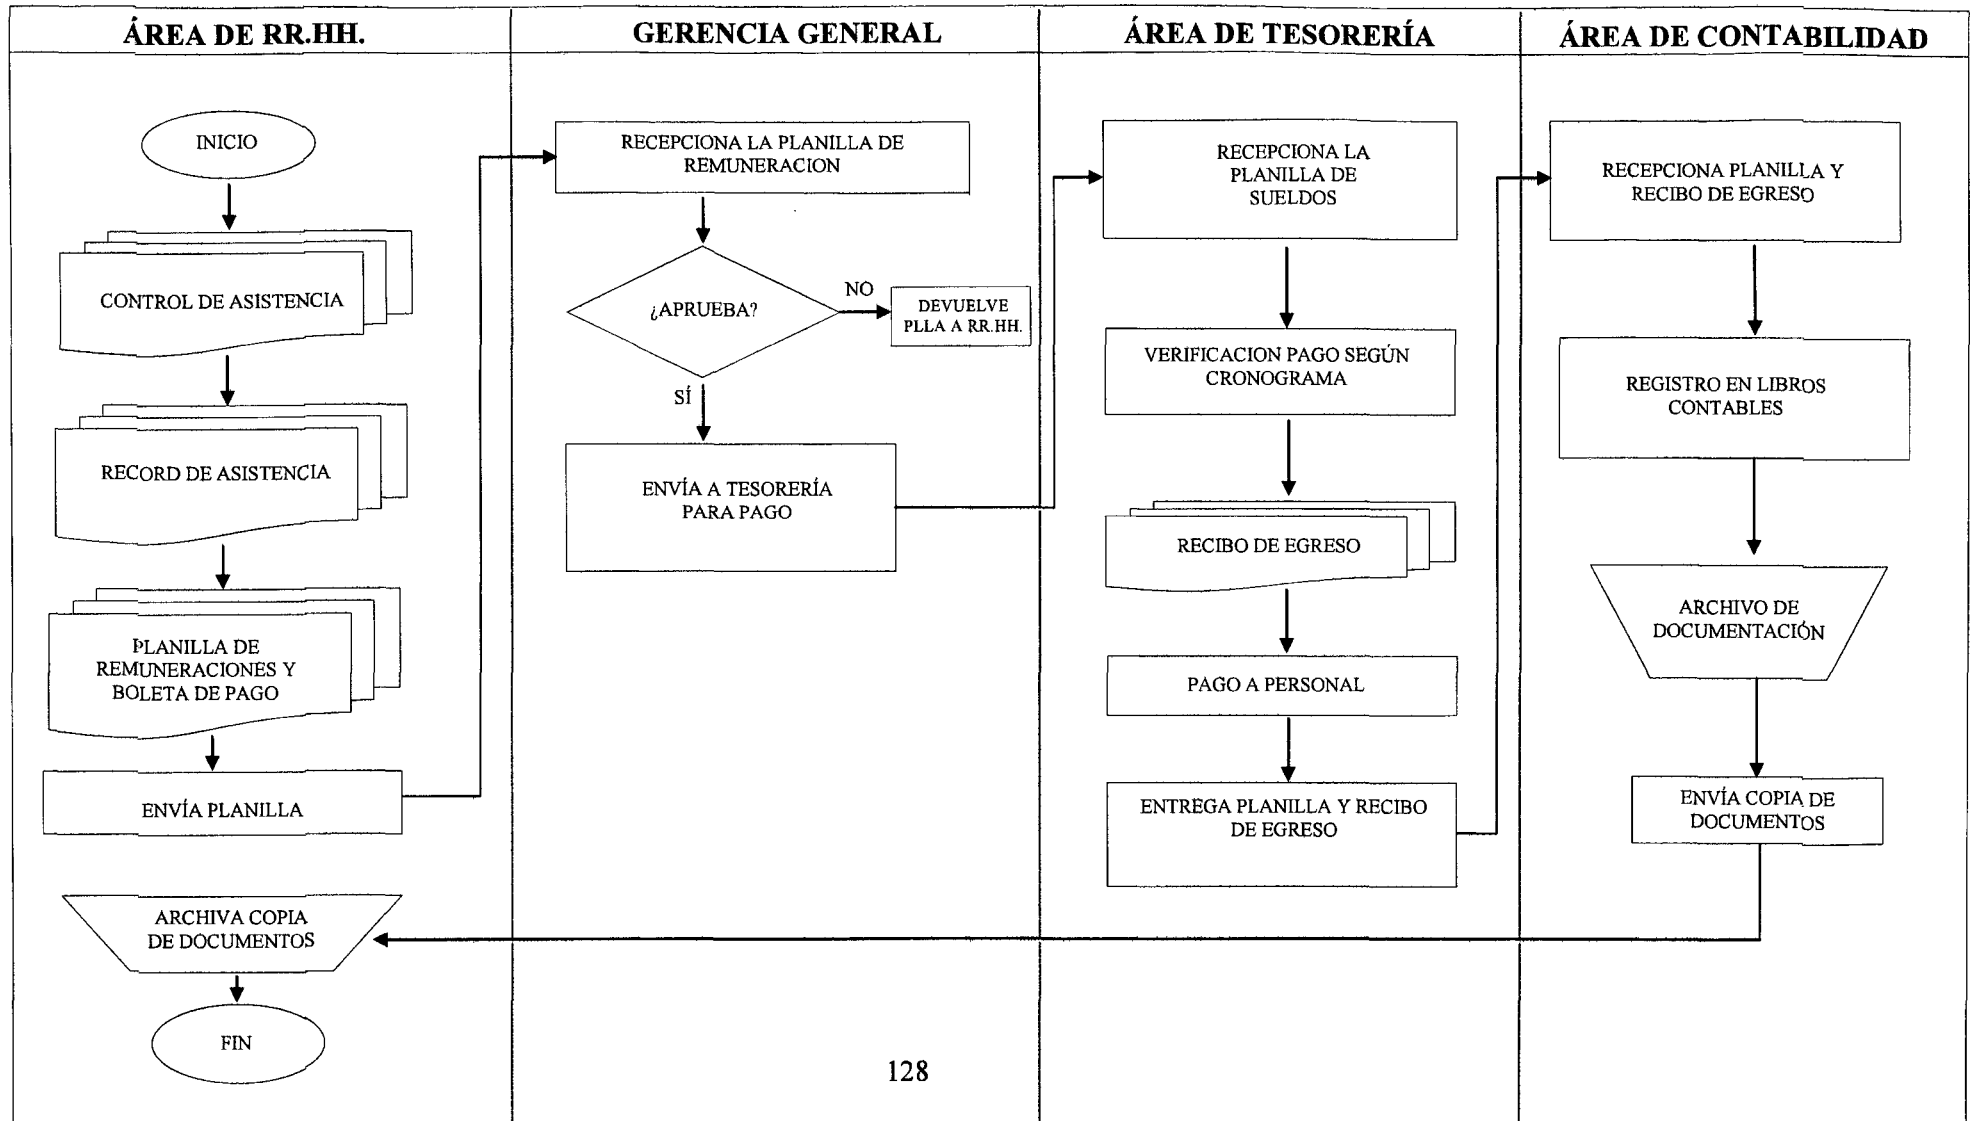 ÁREA DE RR.HH.
GERENCIA GENERAL
ÁREA DE TESORERÍA
ÁREA DE CONTABILIDAD
INICIO
CONTROL DE ASISTENCIA
RECORD DE ASISTENCIA
PLANILLA DE
REMUNERACIONES Y
BOLETA DE PAGO
ENVÍA PLANILLA
ARCHIVA COPIA
DE DOCUMENTOS
FIN
RECEPCIONA LA PLANILLA DE
REMUNERACION
¿APRUEBA?
NO
DEVUELVE
PLLA A RR.HH.
SÍ
ENVÍA A TESORERÍA
PARA PAGO
RECEPCIONA LA
PLANILLA DE
SUELDOS
VERIFICACION PAGO SEGÚN
CRONOGRAMA
RECIBO DE EGRESO
PAGO A PERSONAL
ENTREGA PLANILLA Y RECIBO
DE EGRESO
RECEPCIONA PLANILLA Y
RECIBO DE EGRESO
REGISTRO EN LIBROS
CONTABLES
ARCHIVO DE
DOCUMENTACIÓN
ENVÍA COPIA DE
DOCUMENTOS
128